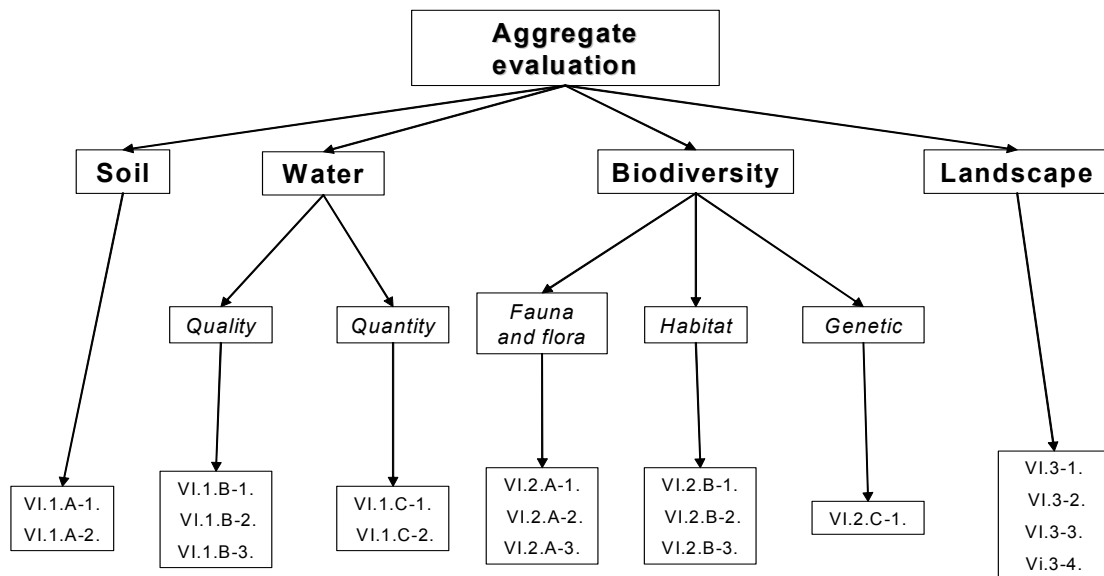 Aggregate
evaluation
Soil
Water
Biodiversity
Landscape
Quality
Quantity
Fauna
and flora
Habitat
Genetic
VI.1.A-1.
VI.1.A-2.
VI.1.B-1.
VI.1.B-2.
VI.1.B-3.
VI.1.C-1.
VI.1.C-2.
VI.2.A-1.
VI.2.A-2.
VI.2.A-3.
VI.2.B-1.
VI.2.B-2.
VI.2.B-3.
VI.2.C-1.
VI.3-1.
VI.3-2.
VI.3-3.
Vi.3-4.